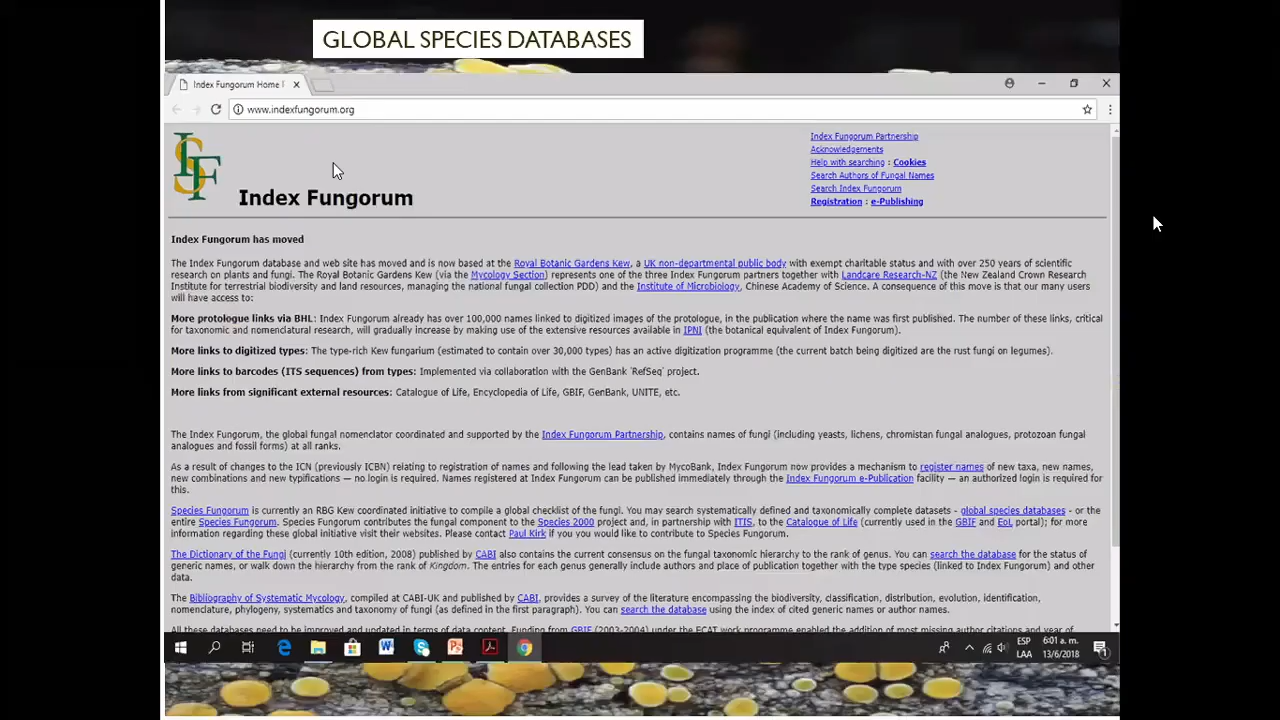 GLOBAL SPECIES DATABASES
Index Fungorum Home P
www.indexfungorum.org
ISF
Index Fungorum
Index Fungorum Partnership
Acknowledgements
Help with searching : Cookies
Search Authors of Fungal Names
Search Index Fungorum
Registration : e-Publishing
Index Fungorum has moved
The Index Fungorum database and web site has moved and is now based at the Royal Botanic Gardens Kew, a UK non-departmental public body with exempt charitable status and with over 250 years of scientific
research on plants and fungi. The Royal Botanic Gardens Kew (via the Mycology Section) represents one of the three Index Fungorum partners together with Landcare Research-NZ (the New Zealand Crown Research
Institute for terrestrial biodiversity and land resources, managing the national fungal collection PDD) and the Institute of Microbiology, Chinese Academy of Science. A consequence of this move is that our many users
will have access to:
More protologue links via BHL: Index Fungorum already has over 100,000 names linked to digitized images of the protologue, in the publication where the name was first published. The number of these links, critical
for taxonomic and nomenclatural research, will gradually increase by making use of the extensive resources available in IPNI (the botanical equivalent of Index Fungorum).
More links to digitized types: The type-rich Kew fungarium (estimated to contain over 30,000 types) has an active digitization programme (the current batch being digitized are the rust fungi on legumes).
More links to barcodes (ITS sequences) from types: Implemented via collaboration with the GenBank 'RefSeq' project.
More links from significant external resources: Catalogue of Life, Encyclopedia of Life, GBIF, GenBank, UNITE, etc.
The Index Fungorum, the global fungal nomenclator coordinated and supported by the Index Fungorum Partnership, contains names of fungi (including yeasts, lichens, chromistan fungal analogues, protozoan fungal
analogues and fossil forms) at all ranks.
As a result of changes to the ICN (previously ICBN) relating to registration of names and following the lead taken by MycoBank, Index Fungorum now provides a mechanism to register names of new taxa, new names,
new combinations and new typifications — no login is required. Names registered at Index Fungorum can be published immediately through the Index Fungorum e-Publication facility — an authorized login is required for
this.
Species Fungorum is currently an RBG Kew coordinated initiative to compile a global checklist of the fungi. You may search systematically defined and taxonomically complete datasets - global species databases - or the
entire Species Fungorum. Species Fungorum contributes the fungal component to the Species 2000 project and, in partnership with ITIS, to the Catalogue of Life (currently used in the GBIF and EoL portal); for more
information regarding these global initiative visit their websites. Please contact Paul Kirk if you you would like to contribute to Species Fungorum.
The Dictionary of the Fungi (currently 10th edition, 2008) published by CABI also contains the current consensus on the fungal taxonomic hierarchy to the rank of genus. You can search the database for the status of
generic names, or walk down the hierarchy from the rank of Kingdom. The entries for each genus generally include authors and place of publication together with the type species (linked to Index Fungorum) and other
data.
The Bibliography of Systematic Mycology, compiled at CABI-UK and published by CABI, provides a survey of the literature encompassing the biodiversity, classification, distribution, evolution, identification,
nomenclature, phylogeny, systematics and taxonomy of fungi (as defined in the first paragraph). You can search the database using the index of cited generic names or author names.
All these databases need to be improved and updated in terms of data content. Funding from GBIF (2003-2004) under the ECAT work programme enabled the addition of most missing author citations and year of
ESP
LAA
6:01 a. m.
13/6/2018
1